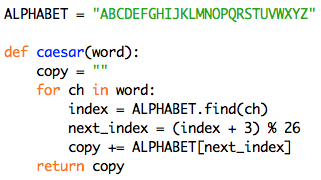 ALPHABET = "ABCDEFGHIJKLMNOPQRSTUVWXYZ"

def caesar(word):
    copy = ""
    for ch in word:
        index = ALPHABET.find(ch)
        next_index = (index + 3) % 26
        copy += ALPHABET[next_index]
    return copy